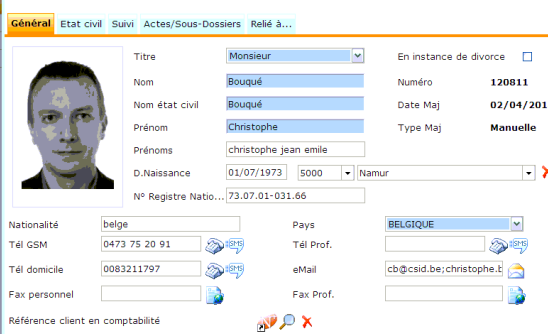 Général Etat civil Suivi Actes/Sous-Dossiers Relié à...
Titre Monsieur En instance de divorce
Nom Bouqué Numéro 120811
Nom état civil Bouqué Date Maj 02/04/201
Prénom Christophe Type Maj Manuelle
Prénoms christophe jean emile
D.Naissance 01/07/1973 5000 Namur
N° Registre Natio... 73.07.01-031.66
Nationalité belge Pays BELGIQUE
Tél GSM 0473 75 20 91 SMS Tél Prof. SMS
Tél domicile 0083211797 SMS eMail cb@csid.be;christophe.b
Fax personnel Fax Prof.
Référence client en comptabilité